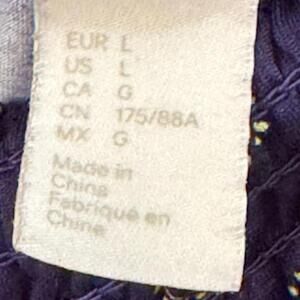 EUR L
US L
CA G
CN 175/88A
MX G
Made in
China
Fabriqué en
Chine